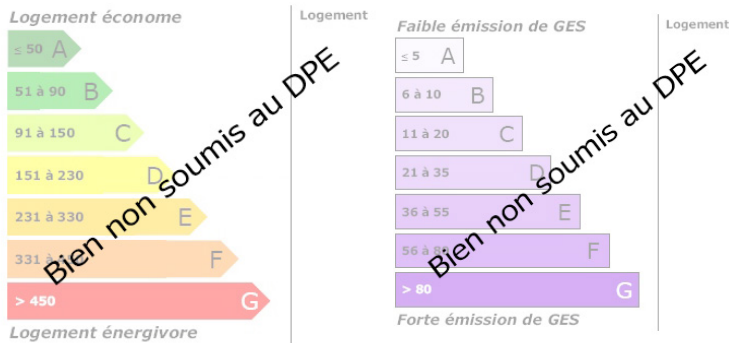 Logement économe
Logement
≤ 50 A
51 à 90 B
91 à 150 C
151 à 230 D
231 à 330 E
331 à F
> 450 G
Logement énergivore
Bien non soumis au DPE
Faible émission de GES
Logement
≤ 5 A
6 à 10 B
11 à 20 C
21 à 35 D
36 à 55 E
56 à F
> 80 G
Forte émission de GES
Bien non soumis au DPE